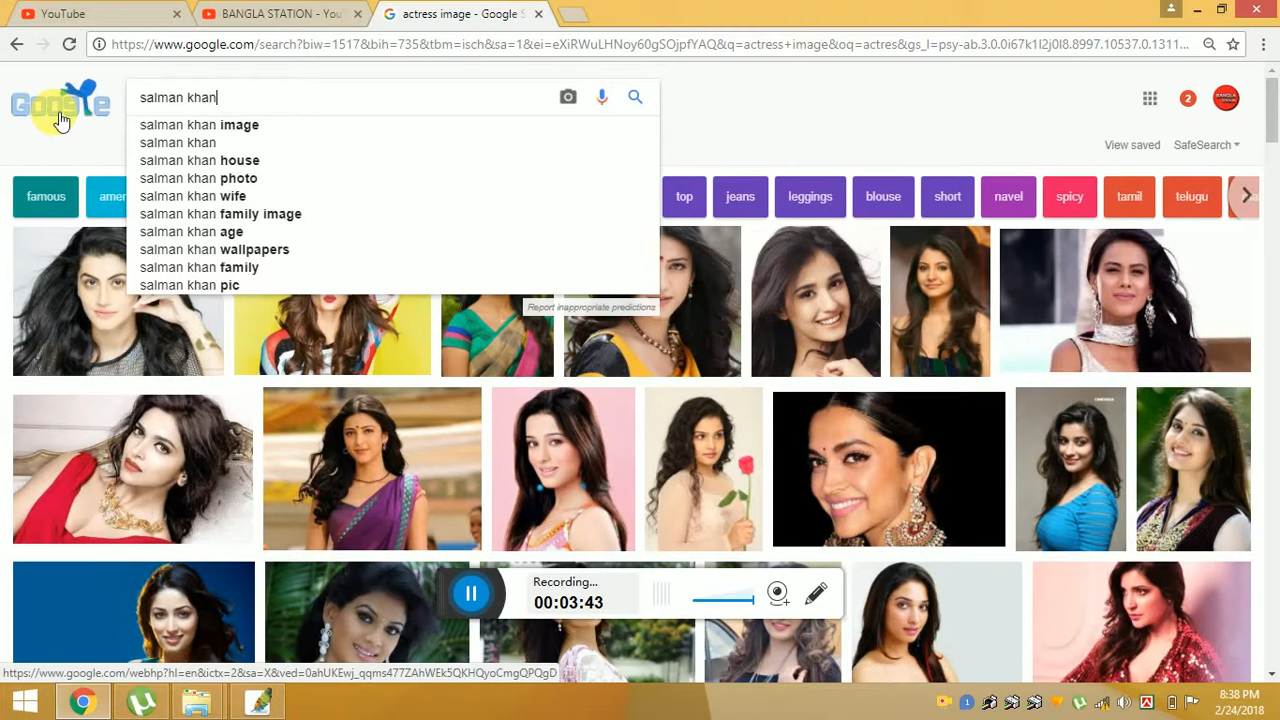 YouTube
BANGLA STATION - You
actress image - Google S
https://www.google.com/search?biw=1517&bih=735&tbm=isch&sa=1&ei=eXiRWuLHNoy60gSOjpfYAQ&q=actress+image&oq=actres&gs_l=psy-ab.3.0.0i67k1l2j0l8.8997.10537.0.1311...
Google
salman khan
2
salman khan image
salman khan
salman khan house
salman khan photo
salman khan wife
salman khan family image
salman khan age
salman khan wallpapers
salman khan family
salman khan pic
Report inappropriate predictions
View saved
SafeSearch
famous
amer
top
jeans
leggings
blouse
short
navel
spicy
tamil
telugu
Recording...
00:03:43
https://www.google.com/webhp?hl=en&ictx=2&sa=X&ved=0ahUKEwj_qqms477ZAhWEk5QKHQyoCmgQPQgD
8:38 PM
2/24/2018